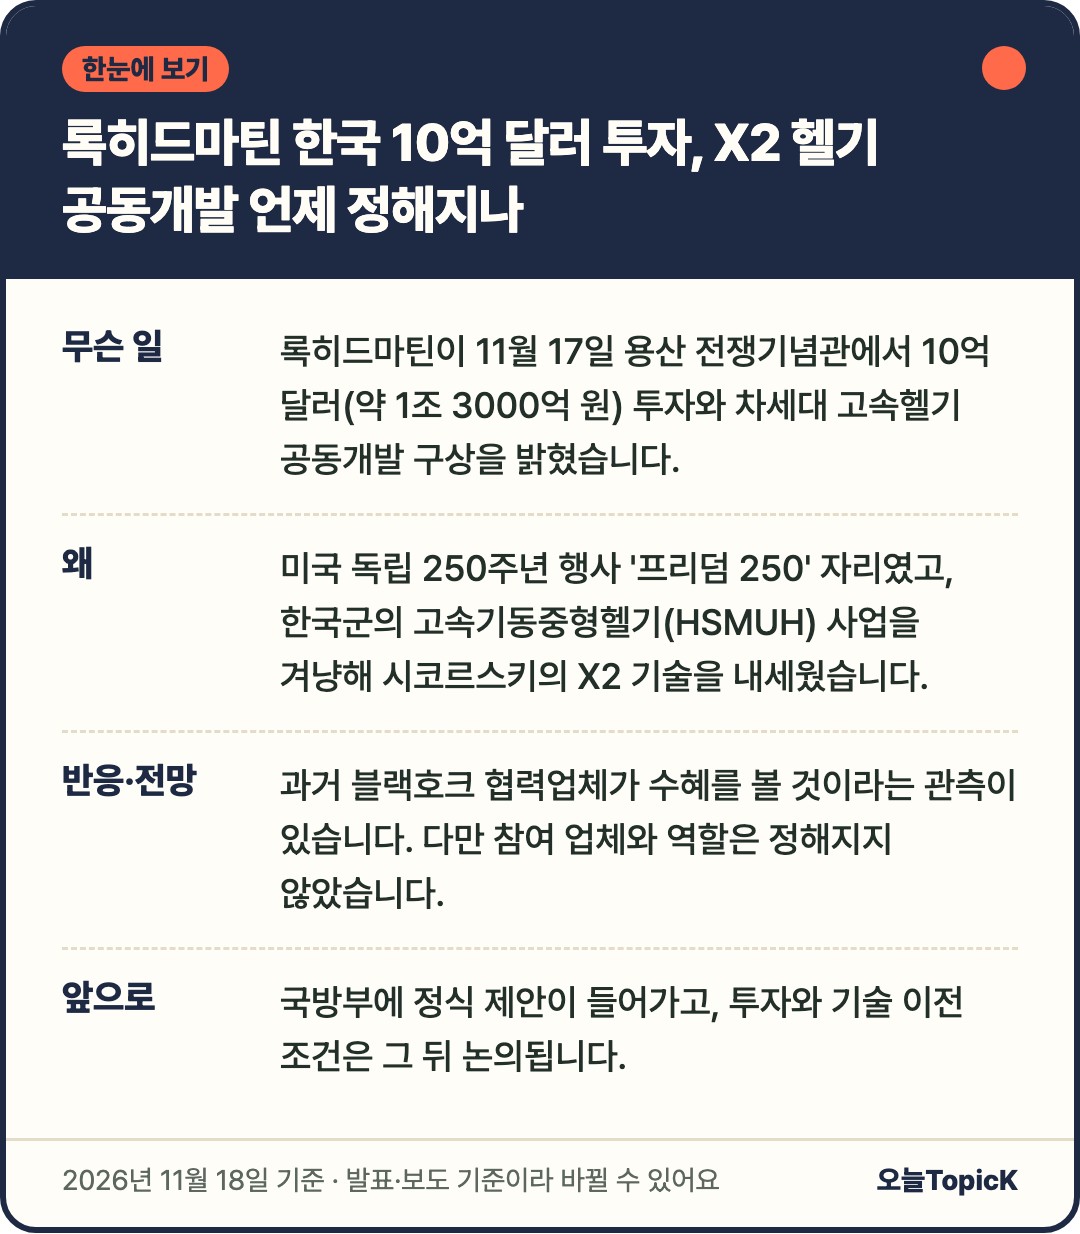 한눈에 보기
록히드마틴 한국 10억 달러 투자, X2 헬기
공동개발 언제 정해지나
무슨 일
록히드마틴이 11월 17일 용산 전쟁기념관에서 10억
달러(약 1조 3000억 원) 투자와 차세대 고속헬기
공동개발 구상을 밝혔습니다.
왜
미국 독립 250주년 행사 '프리덤 250' 자리였고,
한국군의 고속기동중형헬기(HSMUH) 사업을
겨냥해 시코르스키의 X2 기술을 내세웠습니다.
반응·전망
과거 블랙호크 협력업체가 수혜를 볼 것이라는 관측이
있습니다. 다만 참여 업체와 역할은 정해지지
않았습니다.
앞으로
국방부에 정식 제안이 들어가고, 투자와 기술 이전
조건은 그 뒤 논의됩니다.
2026년 11월 18일 기준 · 발표·보도 기준이라 바뀔 수 있어요
오늘TopicK